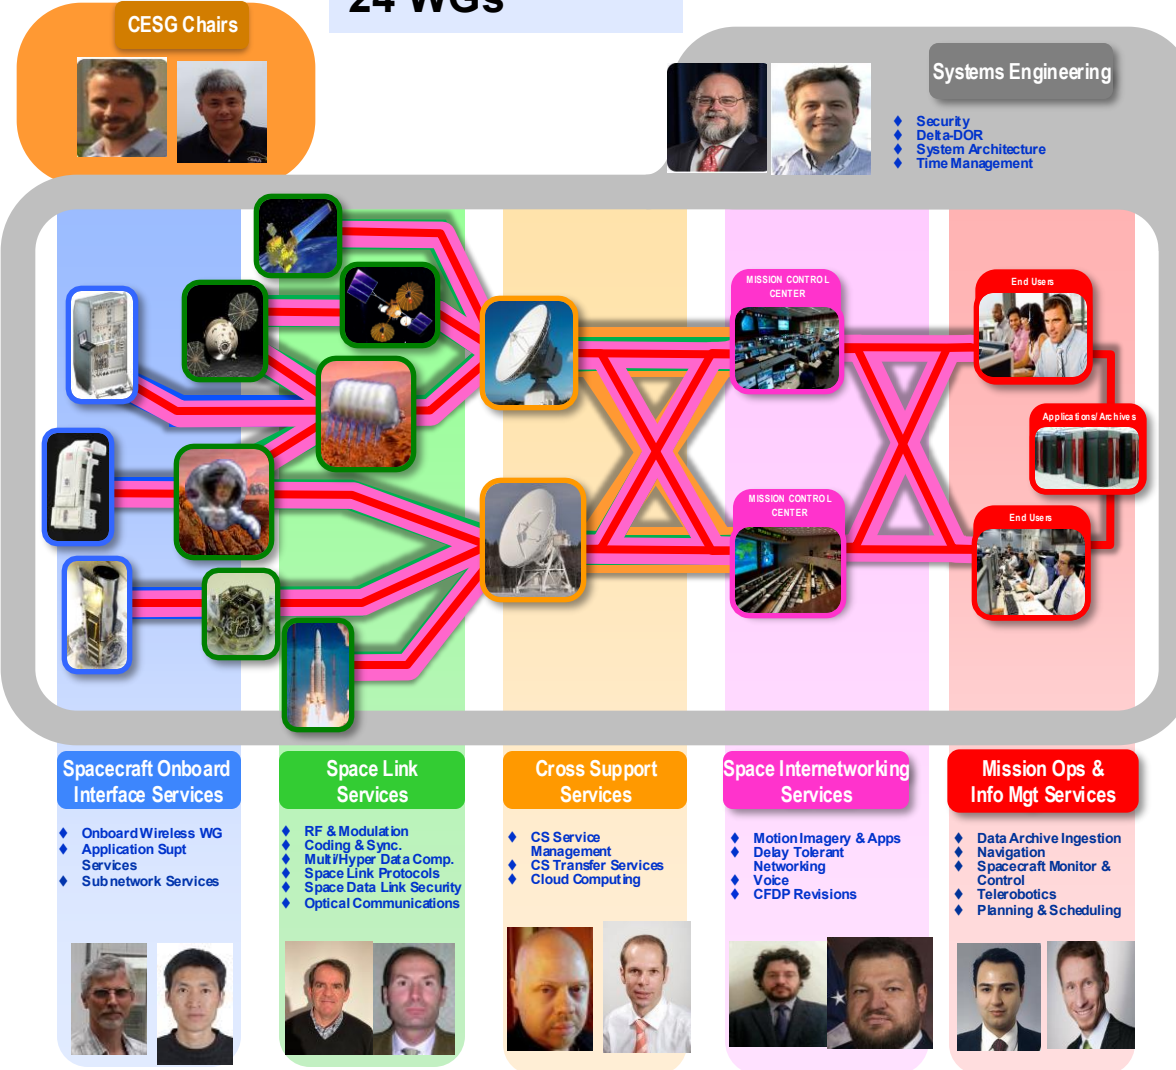 24 WGs
CESG Chairs
Systems Engineering
Security
Delta-DOR
System Architecture
Time Management
MISSION CONTROL
CENTER
End Users
Applications/Archives
MISSION CONTROL
CENTER
End Users
Spacecraft Onboard
Interface Services
Onboard Wireless WG
Application Supt
Services
Subnetwork Services
Space Link
Services
RF & Modulation
Coding & Sync.
Multi/Hyper Data Comp.
Space Link Protocols
Space Data Link Security
Optical Communications
Cross Support
Services
CS Service
Management
CS Transfer Services
Cloud Computing
Space Internetworking
Services
Motion Imagery & Apps
Delay Tolerant
Networking
Voice
CFDP Revisions
Mission Ops &
Info Mgt Services
Data Archive Ingestion
Navigation
Spacecraft Monitor &
Control
Telerobotics
Planning & Scheduling